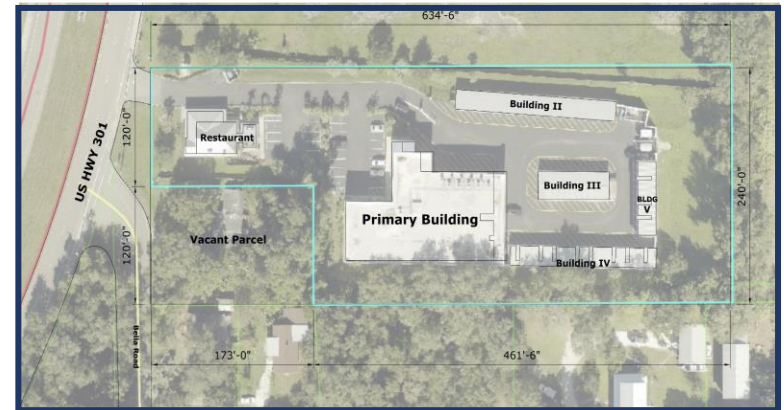 634'-6"
Building II
US HWY 301
120'-0"
Restaurant
Building III
BLDG
V
240'-0"
Primary Building
Vacant Parcel
120'-0"
Building IV
Bella Road
173'-0"
461'-6"